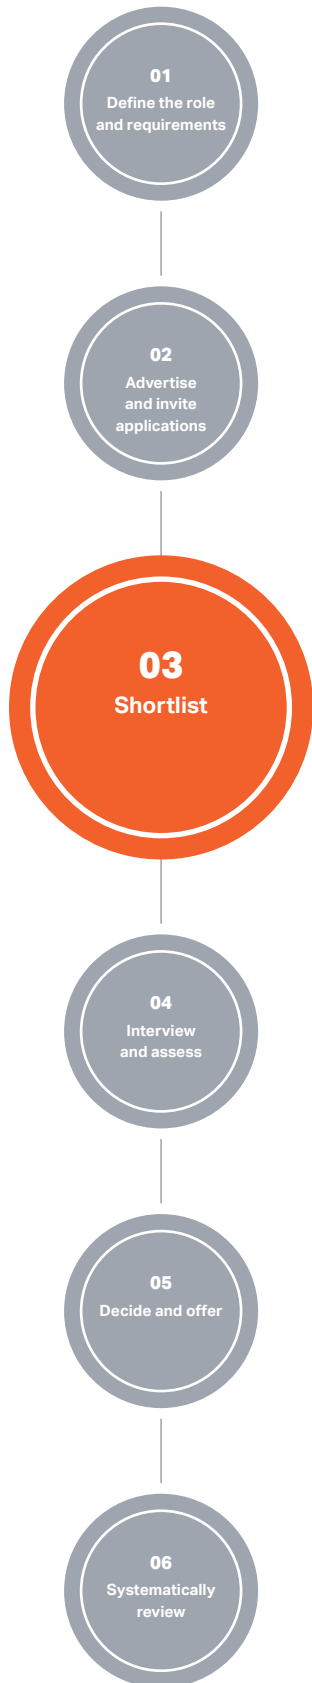 01
Define the role
and requirements
02
Advertise
and invite
applications
03
Shortlist
04
Interview
and assess
05
Decide and offer
06
Systematically
review